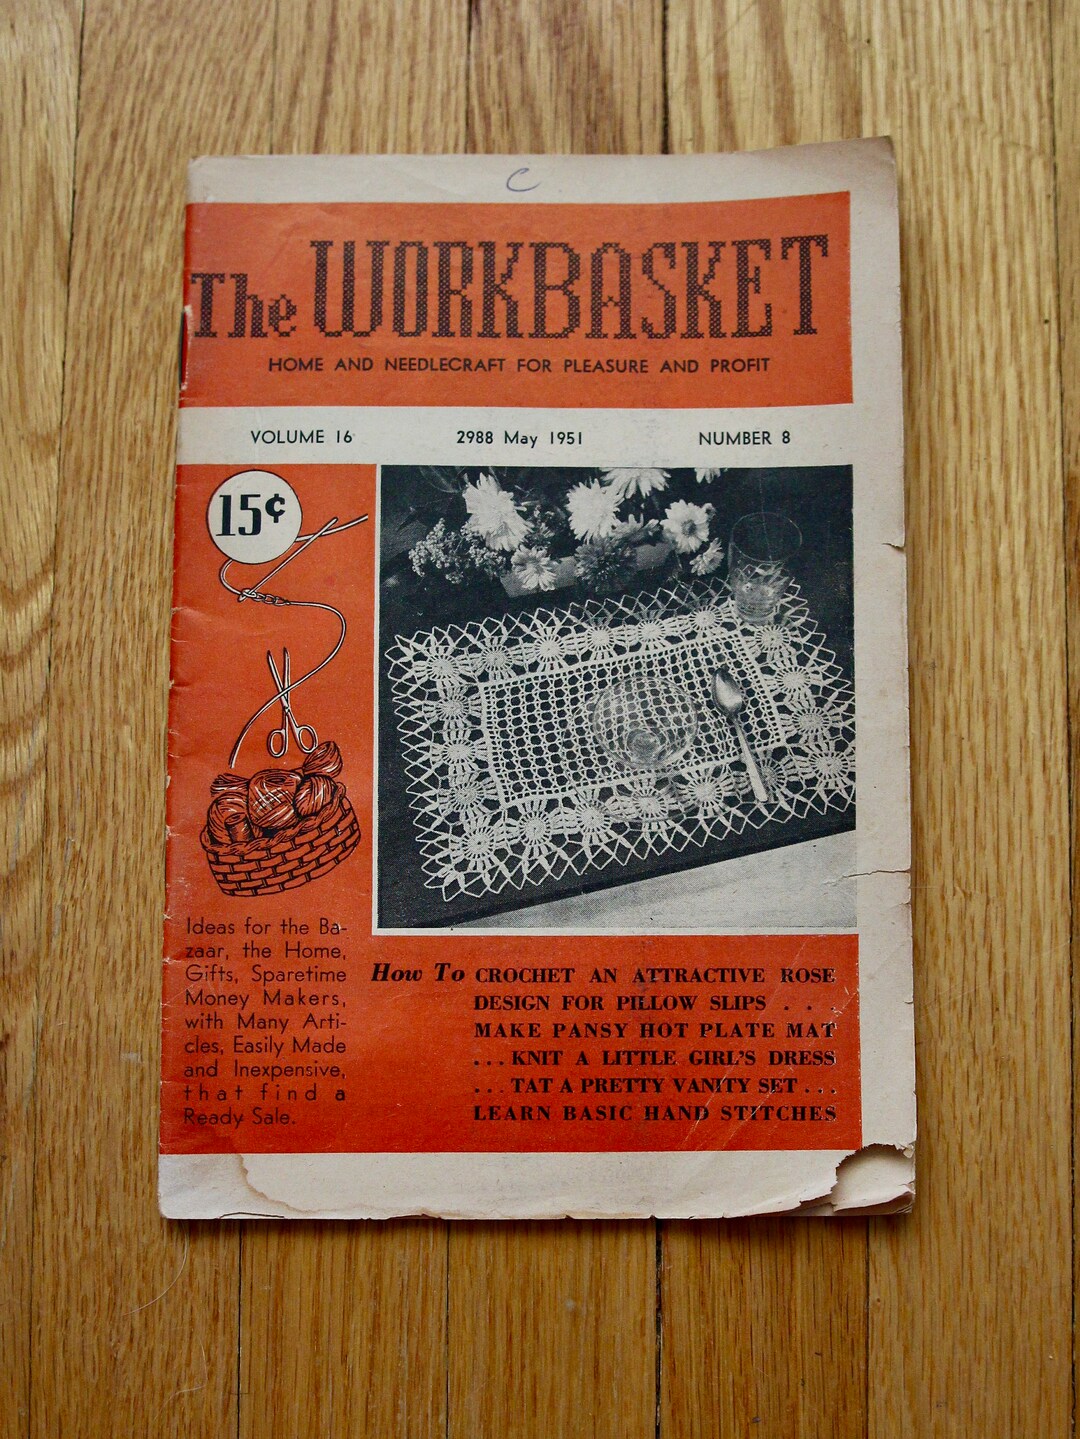 C
The WORKBASKET
HOME AND NEEDLECRAFT FOR PLEASURE AND PROFIT
VOLUME 16 2988 May 1951 NUMBER 8
15¢
Ideas for the Ba-
zaar, the Home,
Gifts, Sparetime
Money Makers,
with Many Arti-
cles, Easily Made
and Inexpensive,
that find a
Ready Sale.
How To CROCHET AN ATTRACTIVE ROSE
DESIGN FOR PILLOW SLIPS . . .
MAKE PANSY HOT PLATE MAT
. . . KNIT A LITTLE GIRL'S DRESS
. . . TAT A PRETTY VANITY SET . . .
LEARN BASIC HAND STITCHES